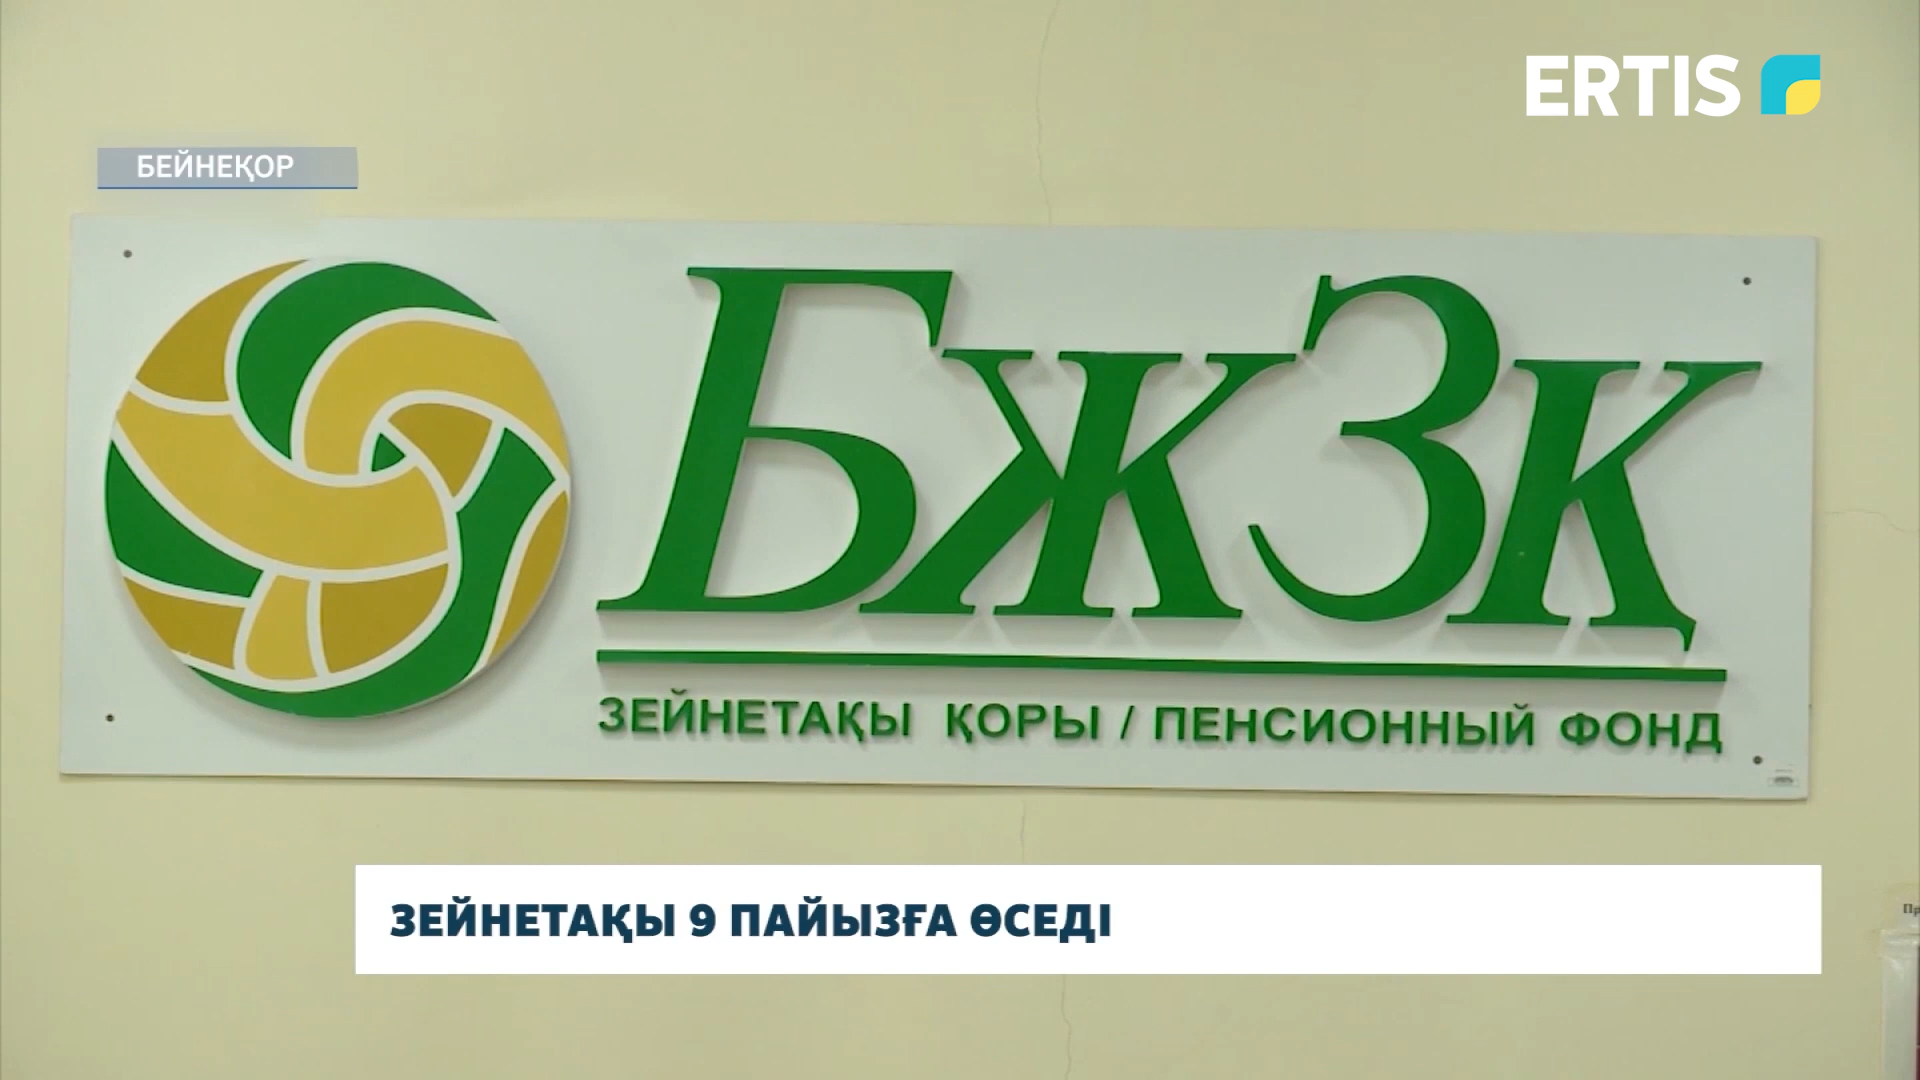 ERTIS
БЕЙНЕҚОР
БЖЗҚ
ЗЕЙНЕТАҚЫ ҚОРЫ / ПЕНСИОННЫЙ ФОНД
ЗЕЙНЕТАҚЫ 9 ПАЙЫЗҒА ӨСЕДІ